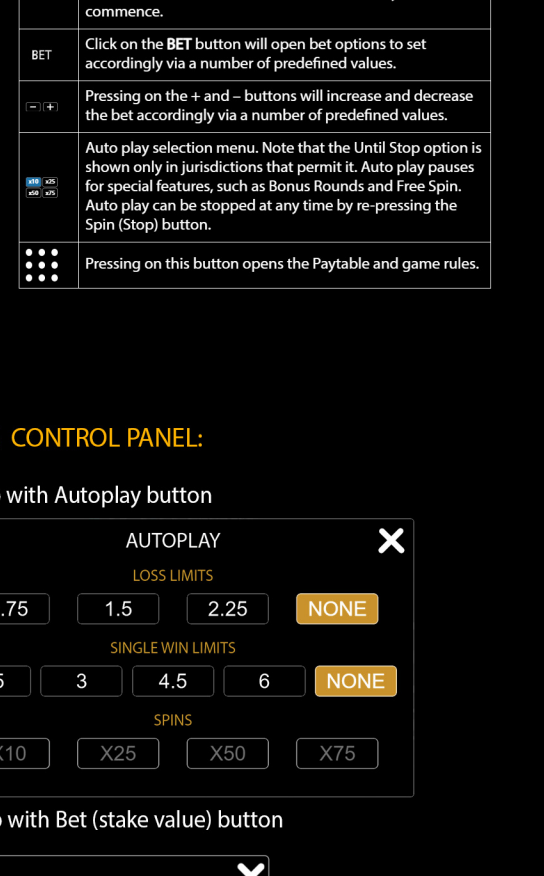 commence.
BET
Click on the BET button will open bet options to set
accordingly via a number of predefined values.
- +
Pressing on the + and – buttons will increase and decrease
the bet accordingly via a number of predefined values.
x10 x25
x50 x75
Auto play selection menu. Note that the Until Stop option is
shown only in jurisdictions that permit it. Auto play pauses
for special features, such as Bonus Rounds and Free Spin.
Auto play can be stopped at any time by re-pressing the
Spin (Stop) button.
Pressing on this button opens the Paytable and game rules.
CONTROL PANEL:
with Autoplay button
AUTOPLAY
LOSS LIMITS
.75 1.5 2.25 NONE
SINGLE WIN LIMITS
3 4.5 6 NONE
SPINS
X10 X25 X50 X75
with Bet (stake value) button